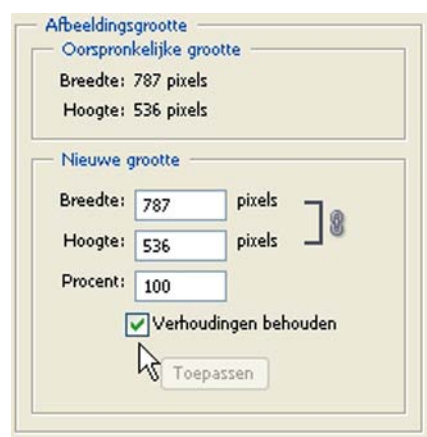 Afbeeldingsgrootte
Oorspronkelijke grootte
Breedte: 787 pixels
Hoogte: 536 pixels
Nieuwe grootte
Breedte: 787 pixels
Hoogte: 536 pixels
Procent: 100
Verhoudingen behouden
Toepassen